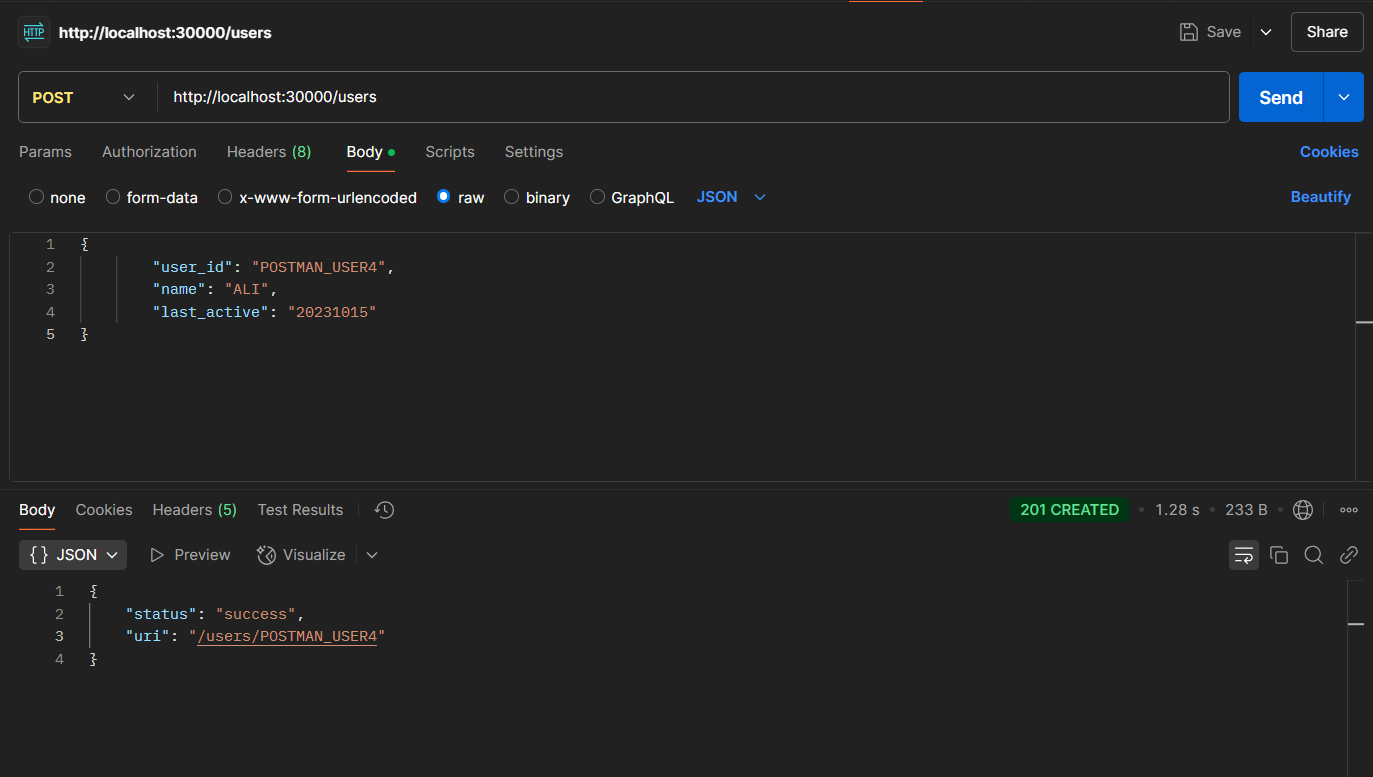 HTTP http://localhost:30000/users Save Share
POST http://localhost:30000/users Send
Params Authorization Headers (8) Body Scripts Settings Cookies
none form-data x-www-form-urlencoded raw binary GraphQL JSON Beautify
1 {
2 "user_id": "POSTMAN_USER4",
3 "name": "ALI",
4 "last_active": "20231015"
5 }
Body Cookies Headers (5) Test Results 201 CREATED • 1.28 s • 233 B •
{} JSON Preview Visualize
1 {
2 "status": "success",
3 "uri": "/users/POSTMAN_USER4"
4 }